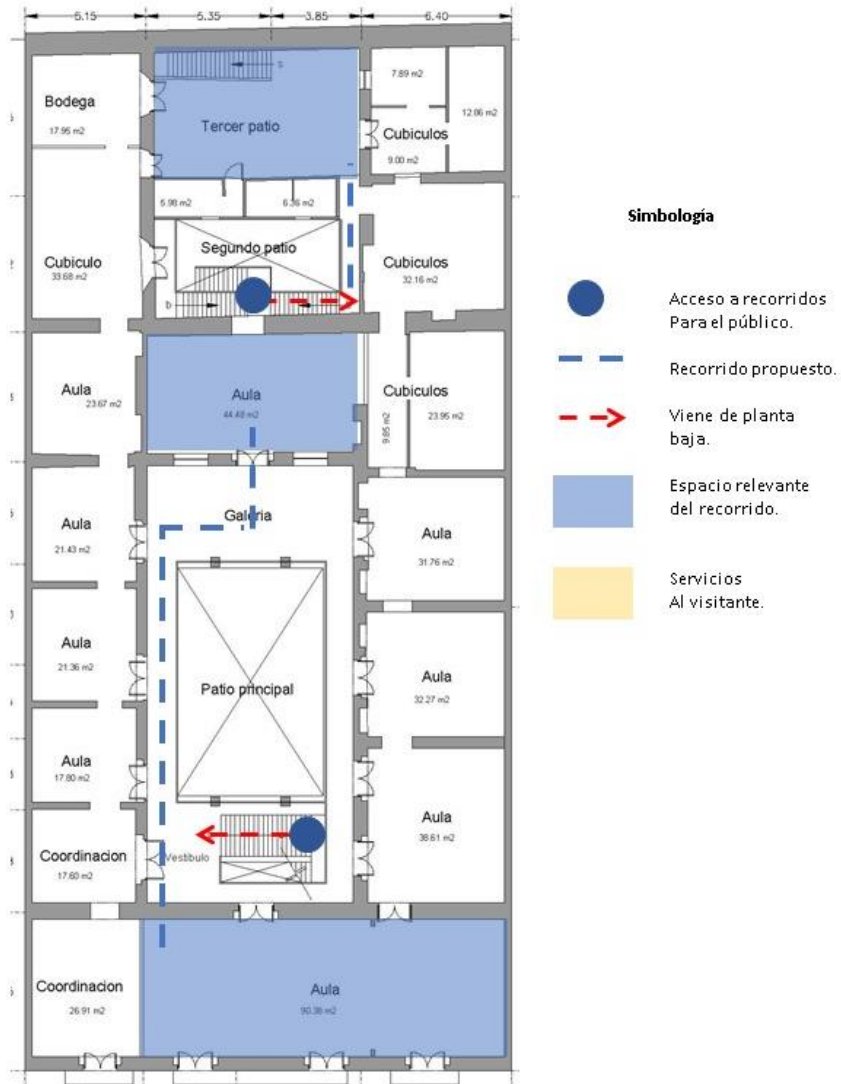 5.15
5.35
3.85
6.40
Bodega
17.95 m2
s
Tercer patio
7.89 m2
12.86 m2
Cubiculos
9.00 m2
5.98 m2
6.36 m2
Segundo patio
Cubiculo
33.68 m2
b
Cubiculos
32.16 m2
Aula
23.67 m2
Aula
44.48 m2
Cubiculos
9.85 m2
23.95 m2
Aula
21.43 m2
Galeria
Aula
31.76 m2
Aula
21.36 m2
Patio principal
Aula
32.27 m2
Aula
17.80 m2
Aula
38.61 m2
Coordinacion
17.60 m2
Vestibulo
Coordinacion
26.91 m2
Aula
90.38 m2
Simbología
Acceso a recorridos
Para el público.
Recorrido propuesto.
Viene de planta
baja.
Espacio relevante
del recorrido.
Servicios
Al visitante.